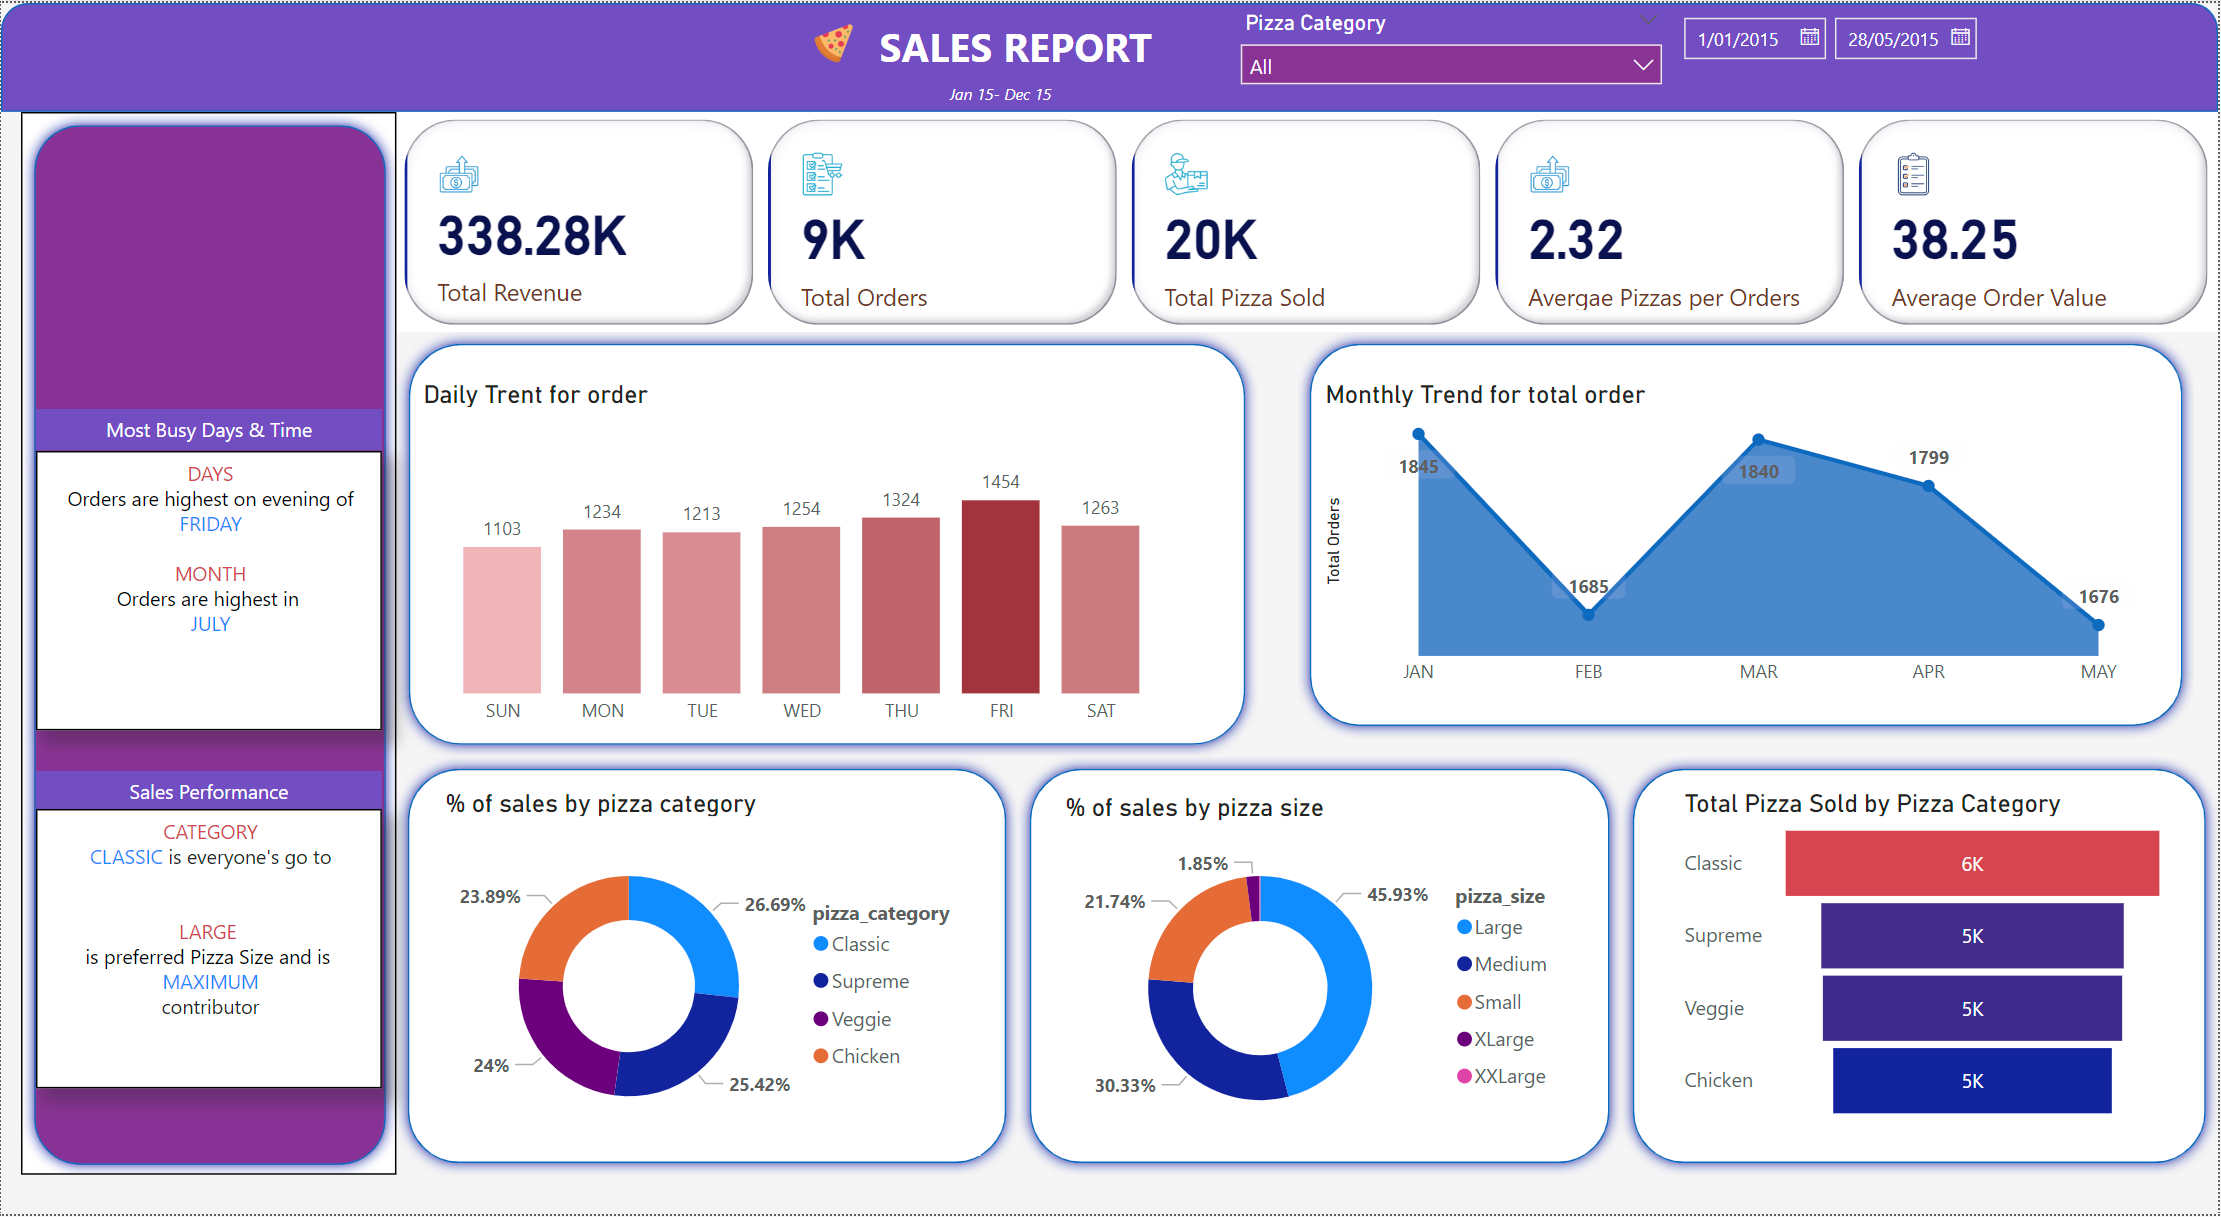 SALES REPORT
Jan 15- Dec 15
Pizza Category
All
1/01/2015
28/05/2015
338.28K
Total Revenue
9K
Total Orders
20K
Total Pizza Sold
2.32
Avergae Pizzas per Orders
38.25
Average Order Value
Most Busy Days & Time
DAYS
Orders are highest on evening of
FRIDAY
MONTH
Orders are highest in
JULY
Sales Performance
CATEGORY
CLASSIC is everyone's go to
LARGE
is preferred Pizza Size and is
MAXIMUM
contributor
Daily Trent for order
1103
1234
1213
1254
1324
1454
1263
SUN
MON
TUE
WED
THU
FRI
SAT
Monthly Trend for total order
Total Orders
1845
1685
1840
1799
1676
JAN
FEB
MAR
APR
MAY
% of sales by pizza category
23.89%
26.69%
24%
25.42%
pizza_category
Classic
Supreme
Veggie
Chicken
% of sales by pizza size
1.85%
21.74%
45.93%
30.33%
pizza_size
Large
Medium
Small
XLarge
XXLarge
Total Pizza Sold by Pizza Category
Classic 6K
Supreme 5K
Veggie 5K
Chicken 5K